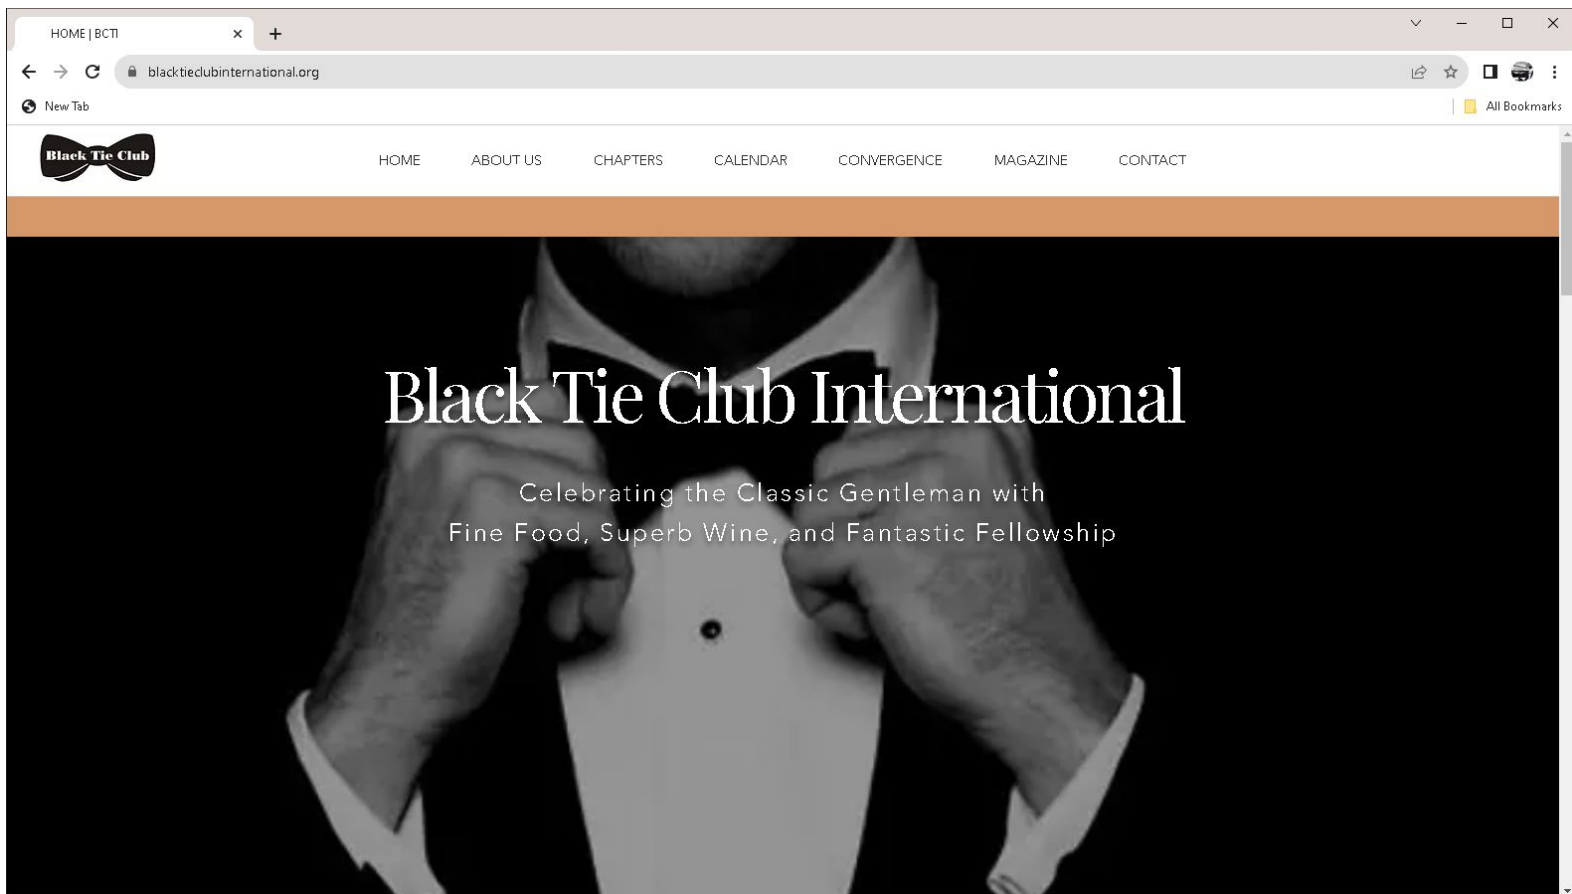 HOME | BCTI
blacktieclubinternational.org
New Tab
All Bookmarks
Black Tie Club
HOME ABOUT US CHAPTERS CALENDAR CONVERGENCE MAGAZINE CONTACT
Black Tie Club International
Celebrating the Classic Gentleman with
Fine Food, Superb Wine, and Fantastic Fellowship